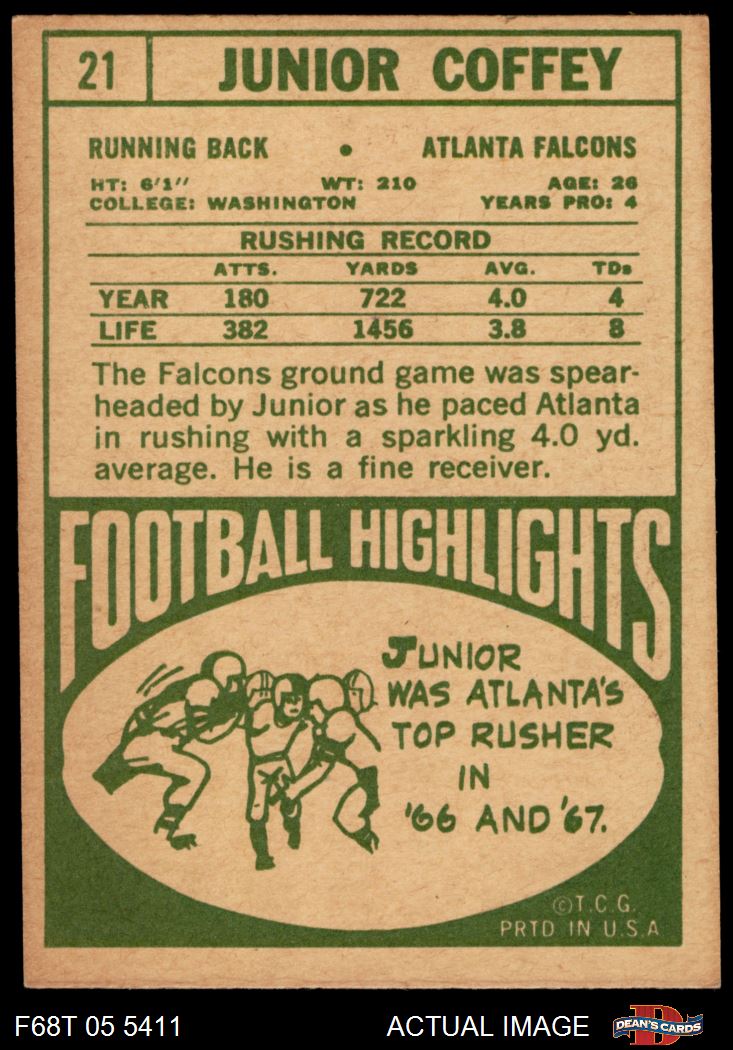 21 JUNIOR COFFEY
RUNNING BACK • ATLANTA FALCONS
HT: 6'1" WT: 210 AGE: 26
COLLEGE: WASHINGTON YEARS PRO: 4
RUSHING RECORD
ATTS. YARDS AVG. TDs
YEAR 180 722 4.0 4
LIFE 382 1456 3.8 8
The Falcons ground game was spear-
headed by Junior as he paced Atlanta
in rushing with a sparkling 4.0 yd.
average. He is a fine receiver.
FOOTBALL HIGHLIGHTS
JUNIOR
WAS ATLANTA'S
TOP RUSHER
IN
'66 AND '67.
©T.C.G.
PRTD IN U.S.A
F68T 05 5411 ACTUAL IMAGE D DEAN'S CARDS